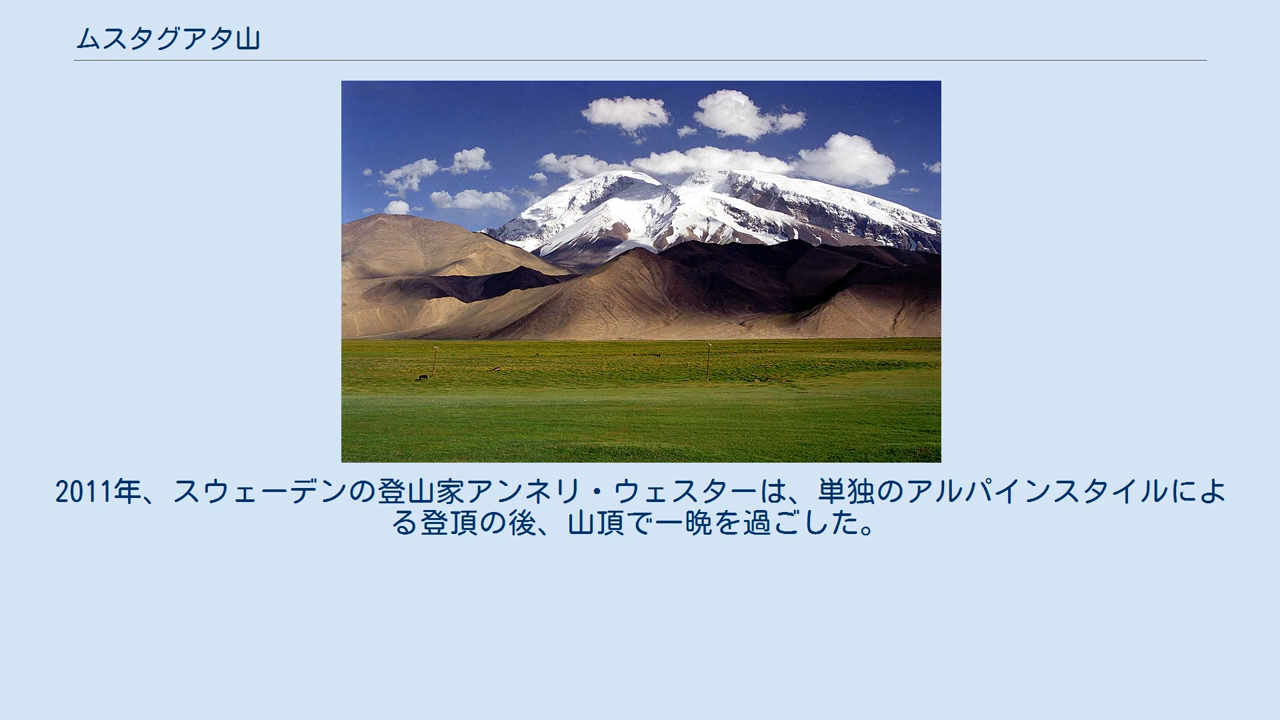 ムスタグアタ山
2011年、スウェーデンの登山家アンネリ・ウェスターは、単独のアルパインスタイルによ
る登頂の後、山頂で一晩を過ごした。